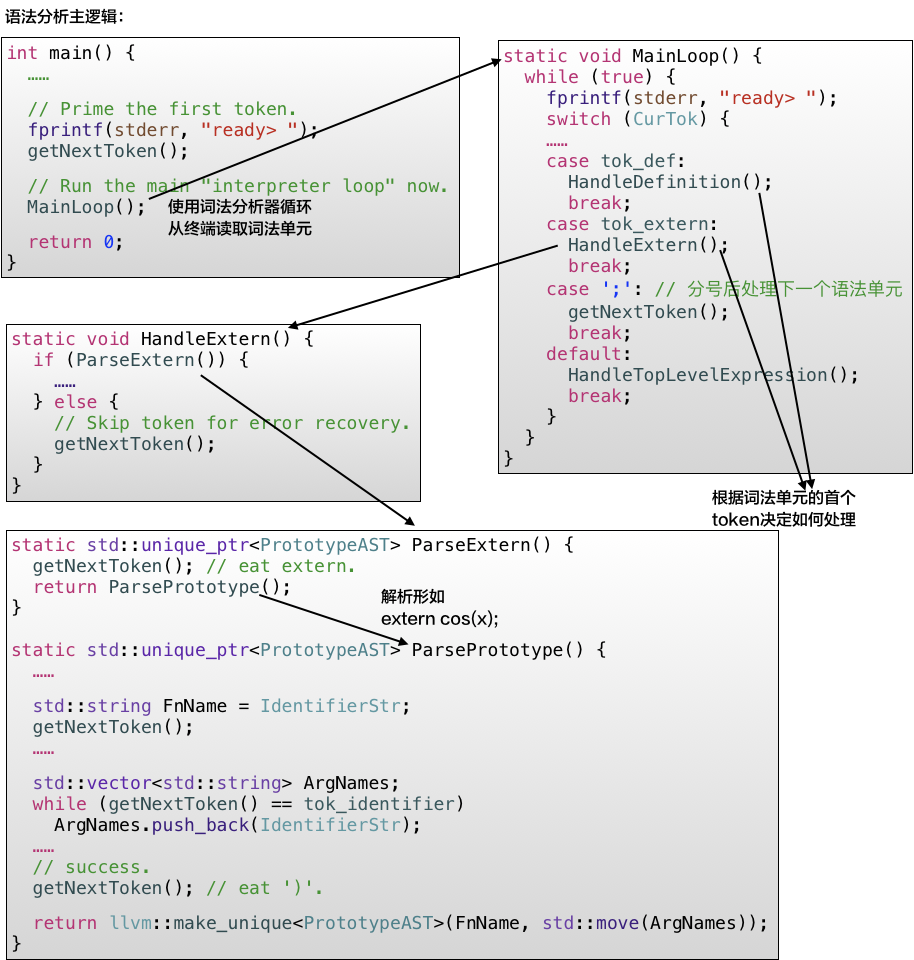 语法分析主逻辑：
int main() {
  ……
  // Prime the first token.
  fprintf(stderr, "ready> ");
  getNextToken();
  // Run the main "interpreter loop" now.
  MainLoop();
使用词法分析器循环
从终端读取词法单元
  return 0;
}
static void MainLoop() {
  while (true) {
    fprintf(stderr, "ready> ");
    switch (CurTok) {
    ……
    case tok_def:
      HandleDefinition();
      break;
    case tok_extern:
      HandleExtern();
      break;
    case ';': // 分号后处理下一个语法单元
      getNextToken();
      break;
    default:
      HandleTopLevelExpression();
      break;
    }
  }
}
根据词法单元的首个
token决定如何处理
static void HandleExtern() {
  if (ParseExtern()) {
    ……
  } else {
    // Skip token for error recovery.
    getNextToken();
  }
}
static std::unique_ptr<PrototypeAST> ParseExtern() {
  getNextToken(); // eat extern.
  return ParsePrototype();
}
解析形如
extern cos(x);
static std::unique_ptr<PrototypeAST> ParsePrototype() {
  ……
  std::string FnName = IdentifierStr;
  getNextToken();
  ……
  std::vector<std::string> ArgNames;
  while (getNextToken() == tok_identifier)
    ArgNames.push_back(IdentifierStr);
  ……
  // success.
  getNextToken(); // eat ')'.
  return llvm::make_unique<PrototypeAST>(FnName, std::move(ArgNames));
}